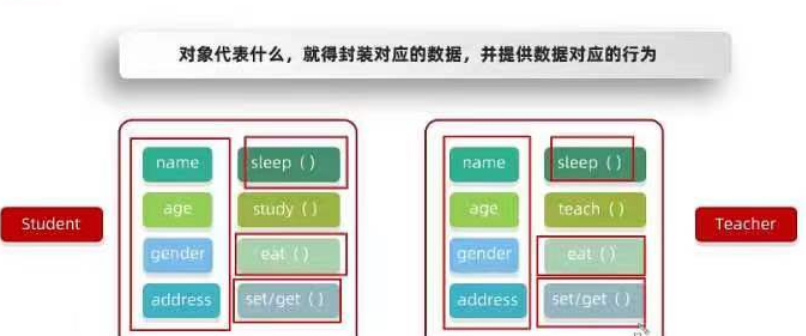 对象代表什么，就得封装对应的数据，并提供数据对应的行为
Student
name sleep ( )
age study ( )
gender eat ( )
address set/get ( )
name sleep ( )
age teach ( )
gender eat ( )
address set/get ( )
Teacher